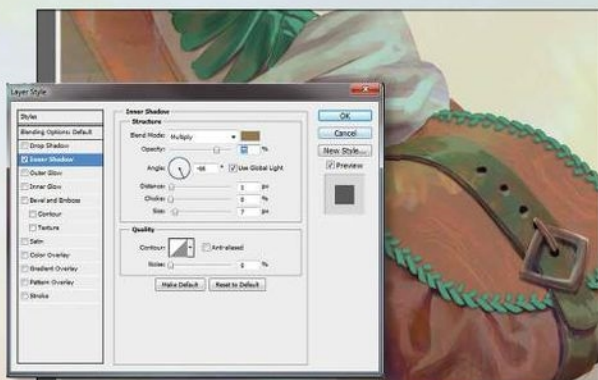 Layer Style
Styles
Blending Options: Default
Drop Shadow
Inner Shadow
Outer Glow
Inner Glow
Bevel and Emboss
Contour
Texture
Satin
Color Overlay
Gradient Overlay
Pattern Overlay
Stroke
Inner Shadow
Structure
Blend Mode: Multiply
Opacity: %
Angle: ° Use Global Light
Distance: px
Choke: 0 %
Size: 7 px
Quality
Contour: Anti-aliased
Noise: 0 %
Make Default Reset to Default
OK
Cancel
New Style...
Preview